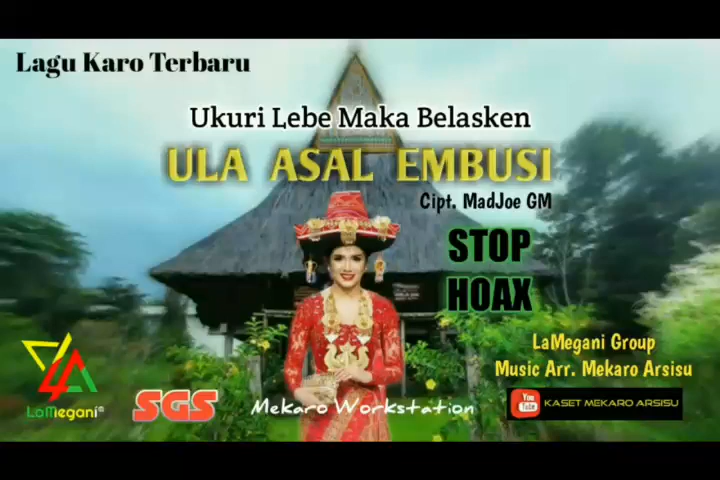 Lagu Karo Terbaru
Ukuri Lebe Maka Belasken
ULA ASAL EMBUSI
Cipt. MadJoe GM
STOP
HOAX
LaMegani Group
Music Arr. Mekaro Arsisu
LaMegani
SGS
Mekaro Workstation
You Tube
KASET MEKARO ARSISU